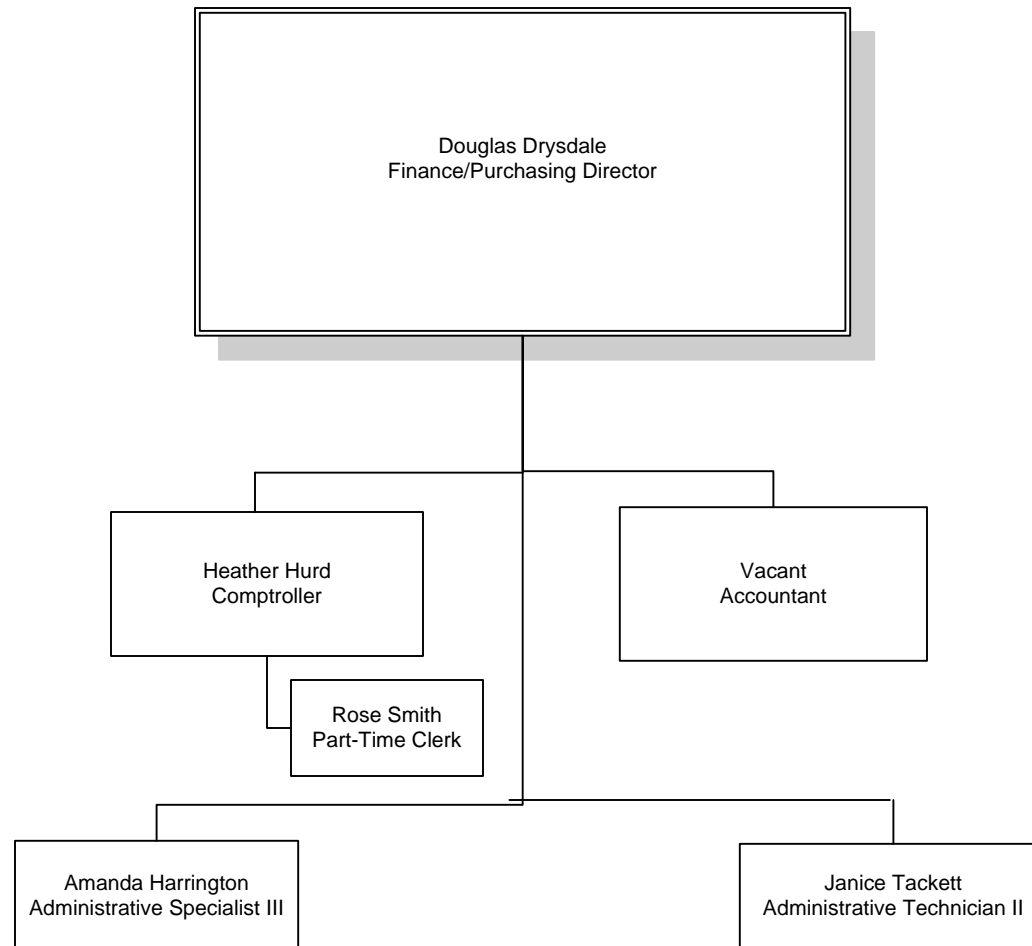 Douglas Drysdale
Finance/Purchasing Director
Heather Hurd
Comptroller
Vacant
Accountant
Rose Smith
Part-Time Clerk
Amanda Harrington
Administrative Specialist III
Janice Tackett
Administrative Technician II